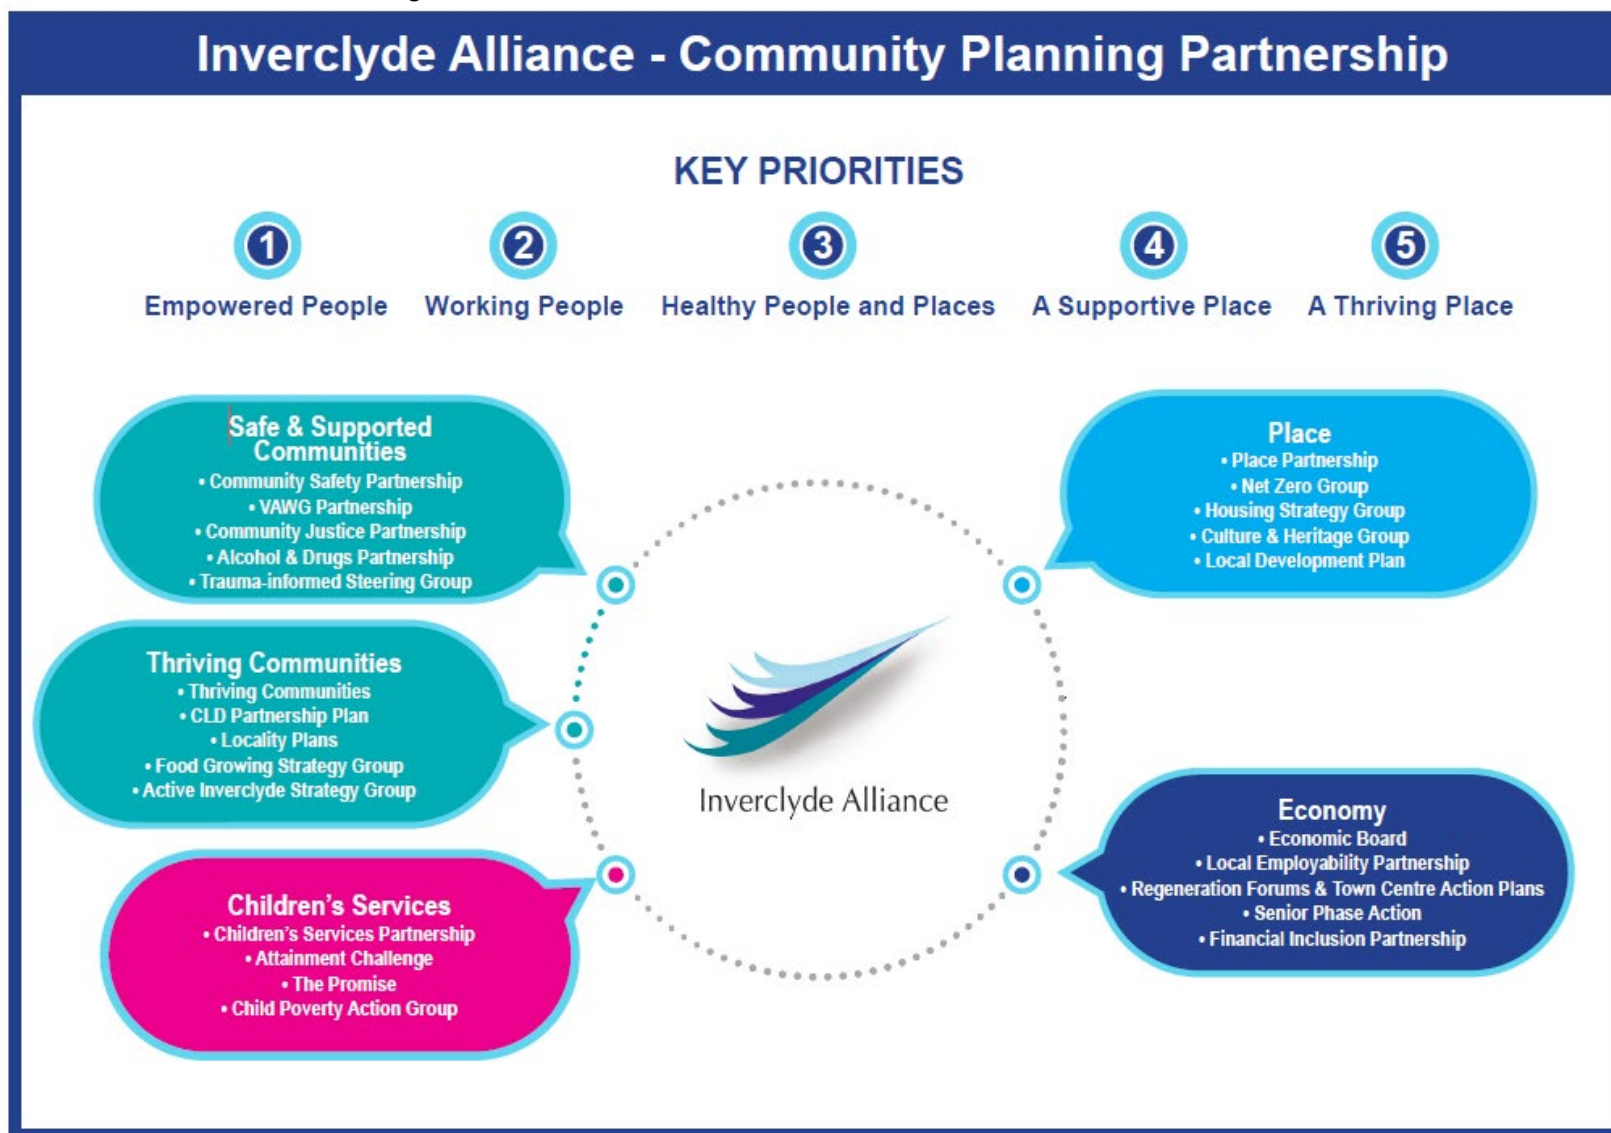 Inverclyde Alliance - Community Planning Partnership
KEY PRIORITIES
1
Empowered People
2
Working People
3
Healthy People and Places
4
A Supportive Place
5
A Thriving Place
Safe & Supported
Communities
• Community Safety Partnership
• VAWG Partnership
• Community Justice Partnership
• Alcohol & Drugs Partnership
• Trauma-informed Steering Group
Thriving Communities
• Thriving Communities
• CLD Partnership Plan
• Locality Plans
• Food Growing Strategy Group
• Active Inverclyde Strategy Group
Children's Services
• Children's Services Partnership
• Attainment Challenge
• The Promise
• Child Poverty Action Group
Inverclyde Alliance
Place
• Place Partnership
• Net Zero Group
• Housing Strategy Group
• Culture & Heritage Group
• Local Development Plan
Economy
• Economic Board
• Local Employability Partnership
• Regeneration Forums & Town Centre Action Plans
• Senior Phase Action
• Financial Inclusion Partnership